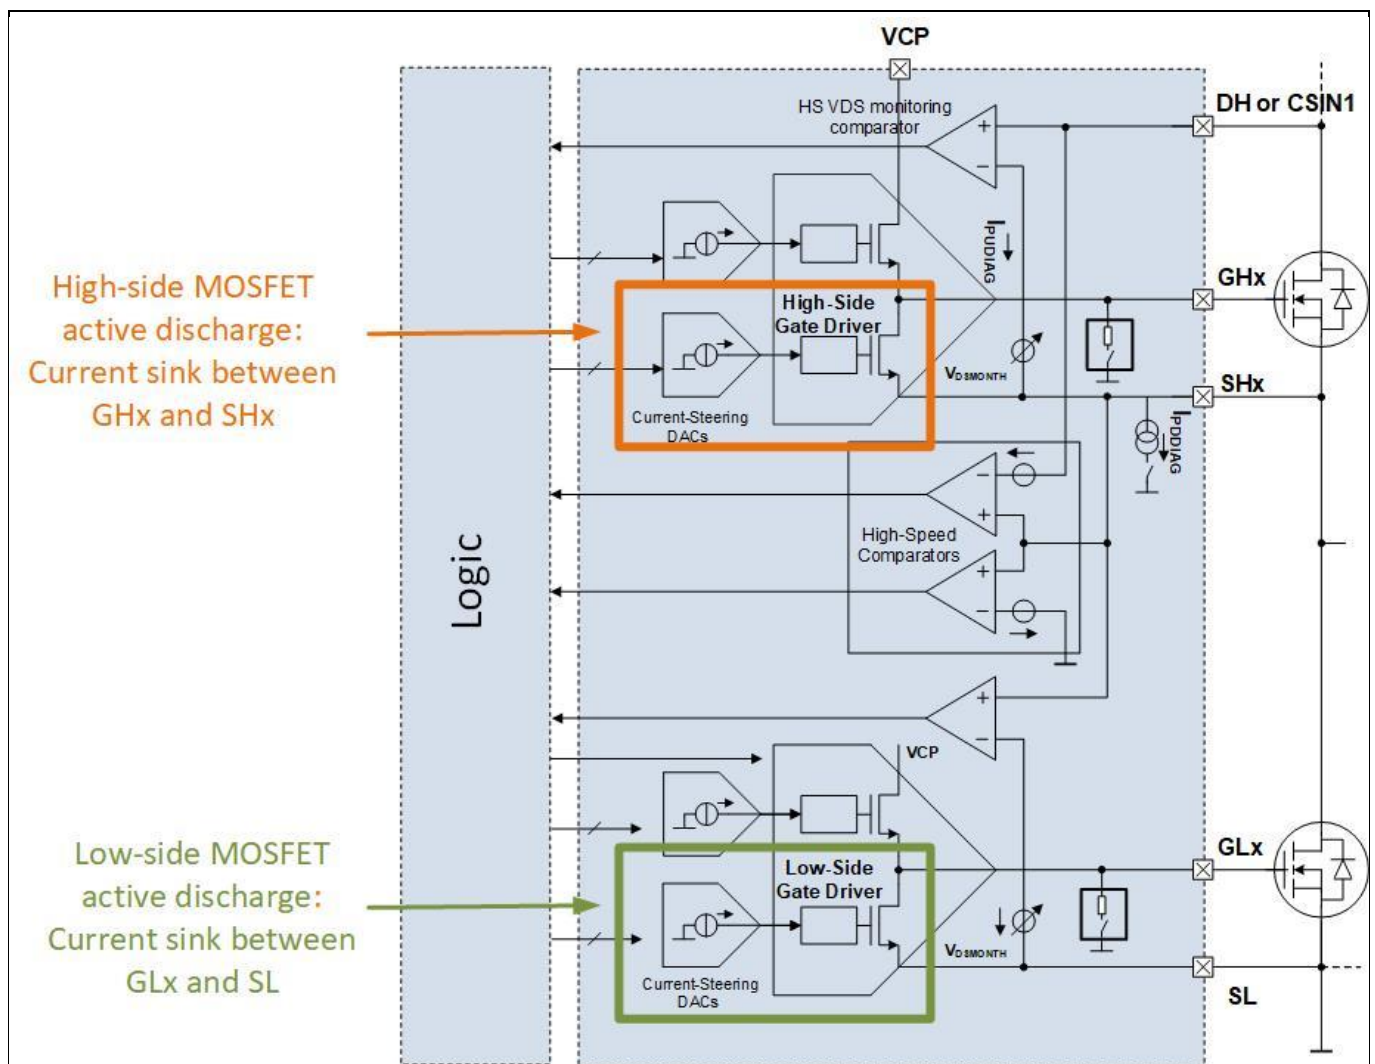 VCP
DH or CSIN1
HS VDS monitoring
comparator
+
−
IPUDIAG
High-side MOSFET
active discharge:
Current sink between
GHx and SHx
High-Side
Gate Driver
GHx
VDSMONTH
SHx
Current-Steering
DACs
IPDDIAG
−
+
High-Speed
Comparators
+
−
Logic
+
−
VCP
Low-side MOSFET
active discharge:
Current sink between
GLx and SL
Low-Side
Gate Driver
GLx
VDSMONTH
Current-Steering
DACs
SL